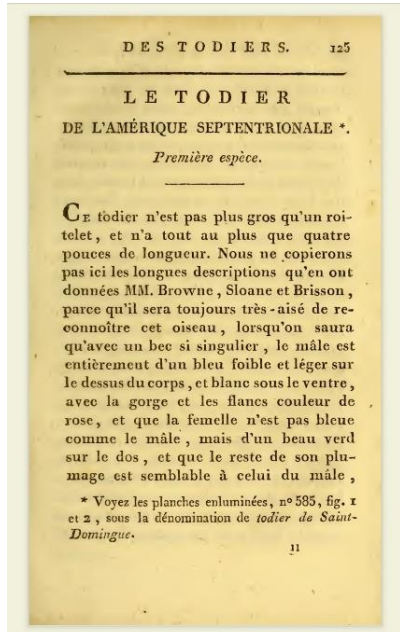 DES TODIERS. 125
LE TODIER
DE L'AMÉRIQUE SEPTENTRIONALE *.
Première espèce.
CE todier n'est pas plus gros qu'un roi-
telet, et n'a tout au plus que quatre
pouces de longueur. Nous ne copierons
pas ici les longues descriptions qu'en ont
données MM. Browne, Sloane et Brisson,
parce qu'il sera toujours très-aisé de re-
connoître cet oiseau, lorsqu'on saura
qu'avec un bec si singulier, le mâle est
entièrement d'un bleu foible et léger sur
le dessus du corps, et blanc sous le ventre,
avec la gorge et les flancs couleur de
rose, et que la femelle n'est pas bleue
comme le mâle, mais d'un beau verd
sur le dos, et que le reste de son plu-
mage est semblable à celui du mâle,
* Voyez les planches enluminées, nº 585, fig. 1
et 2, sous la dénomination de todier de Saint-
Domingue.
11